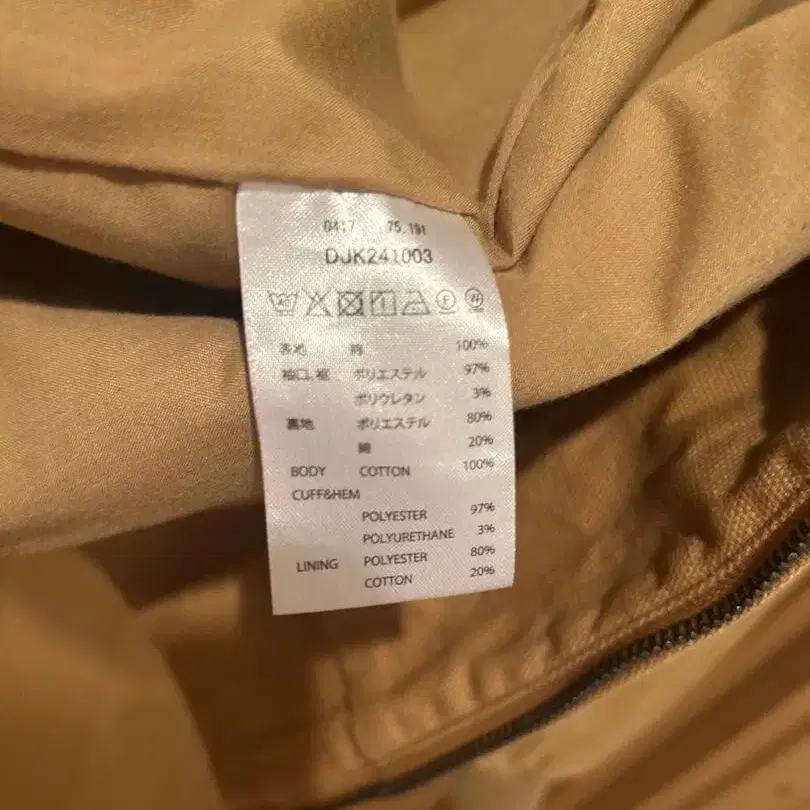 0417 75.191
DJK241003
40 F W
表地 綿 100%
袖口、裾 ポリエステル 97%
ポリウレタン 3%
裏地 ポリエステル 80%
綿 20%
BODY COTTON 100%
CUFF&HEM
POLYESTER 97%
POLYURETHANE 3%
LINING POLYESTER 80%
COTTON 20%